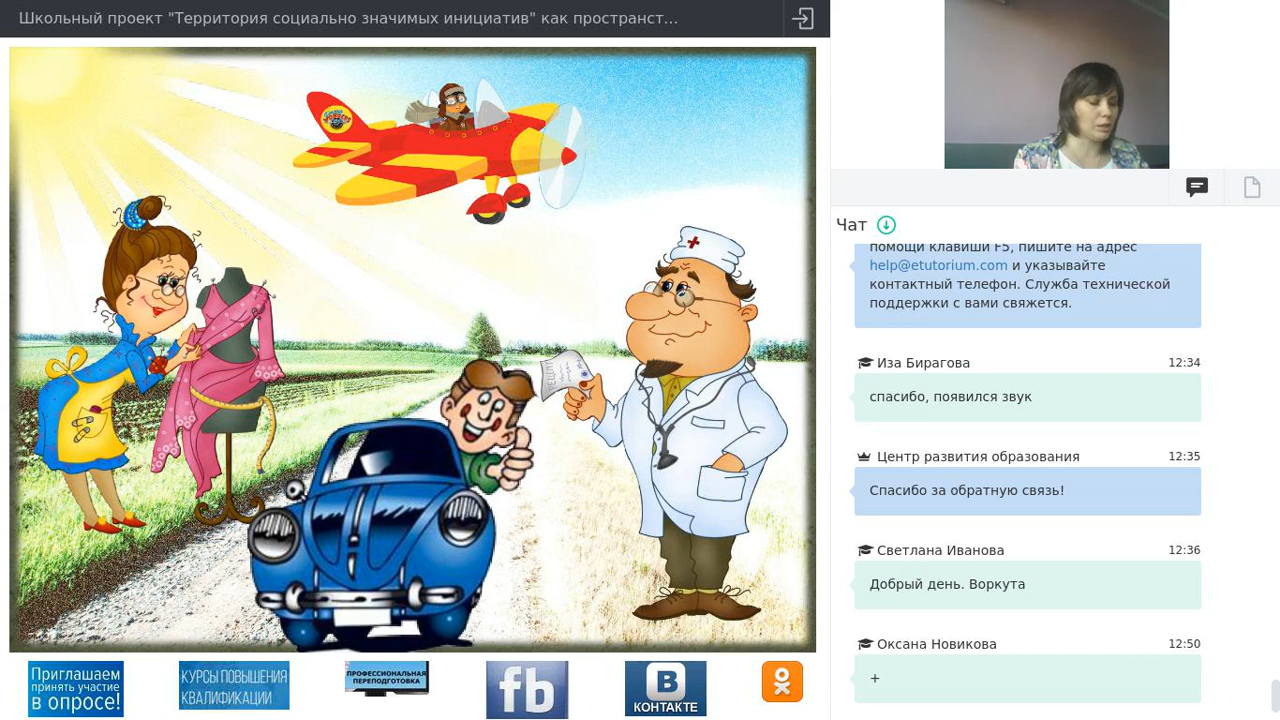 Школьный проект "Территория социально значимых инициатив" как пространст...
Чат
помощи клавиши F5, пишите на адрес
help@etutorium.com и указывайте
контактный телефон. Служба технической
поддержки с вами свяжется.
Иза Бирагова 12:34
спасибо, появился звук
Центр развития образования 12:35
Спасибо за обратную связь!
Светлана Иванова 12:36
Добрый день. Воркута
Оксана Новикова 12:50
+
Приглашаем
принять участие
в опросе!
КУРСЫ ПОВЫШЕНИЯ
КВАЛИФИКАЦИИ
ПРОФЕССИОНАЛЬНАЯ
ПЕРЕПОДГОТОВКА
fb
В
КОНТАКТЕ